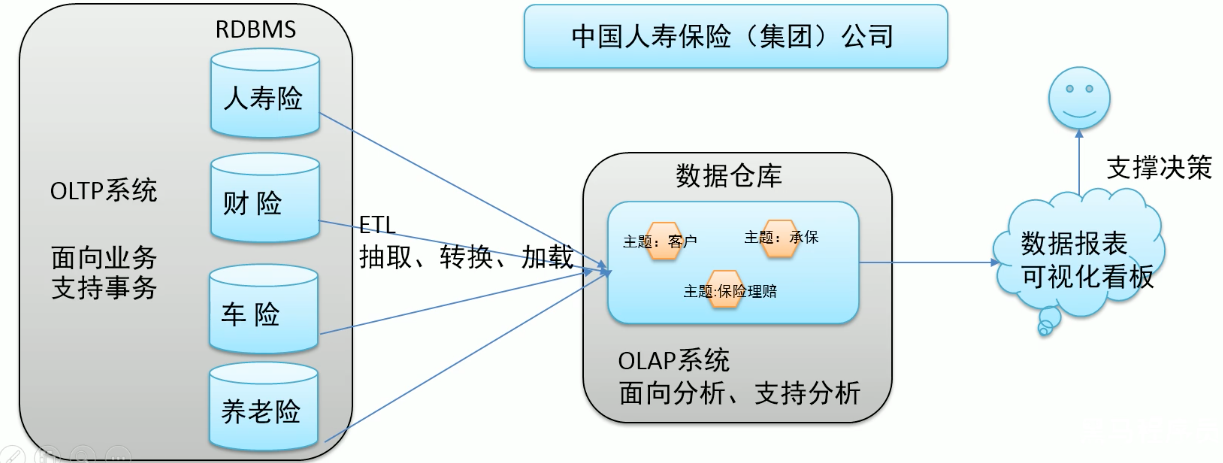 中国人寿保险（集团）公司
RDBMS
人寿险
财 险
车 险
养老险
OLTP系统
面向业务
支持事务
ETL
抽取、转换、加载
数据仓库
主题：客户
主题：承保
主题:保险理赔
OLAP系统
面向分析、支持分析
数据报表
可视化看板
支撑决策